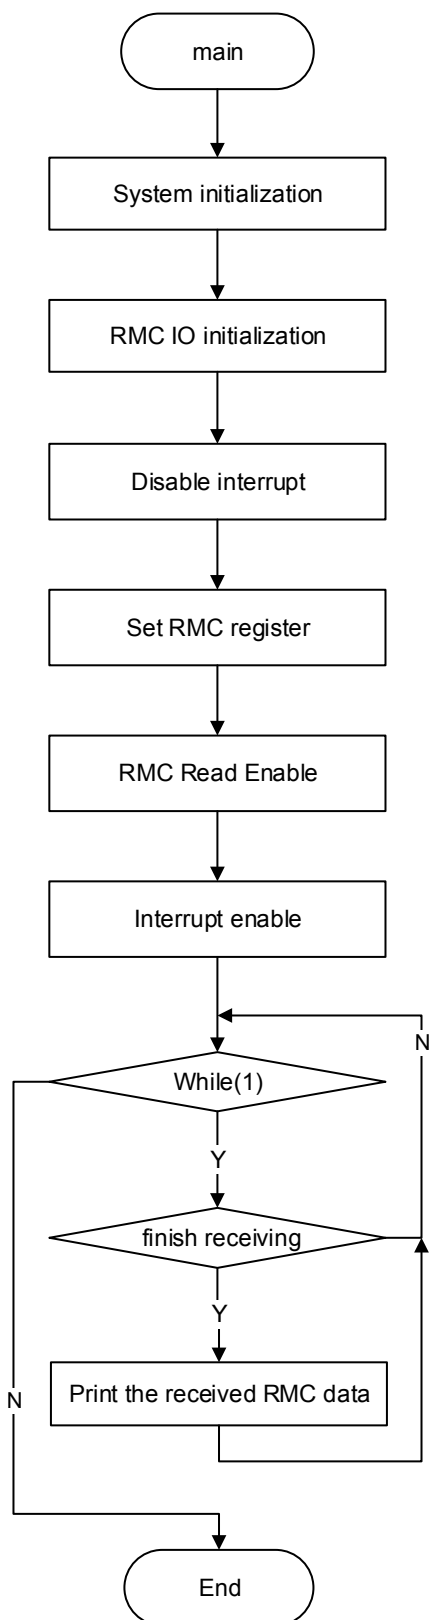 main
System initialization
RMC IO initialization
Disable interrupt
Set RMC register
RMC Read Enable
Interrupt enable
N
While(1)
Y
finish receiving
Y
Print the received RMC data
N
End